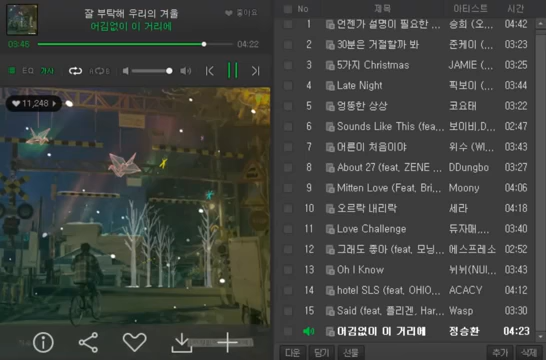 잘 부탁해 우리의 겨울
♥ 좋아요
어김없이 이 거리에
03:46
04:22
EQ 가사
♥ 11,248 ▸
No 제목 아티스트 시간
1 언젠가 설명이 필요한 ... 승희 (오... 04:42
2 30분은 거절할까 봐 준케이 (... 03:23
3 5가지 Christmas JAMIE (... 03:25
4 Late Night 픽보이 (... 03:44
5 엉뚱한 상상 코요태 03:22
6 Sounds Like This (fea... 보이비,D... 02:47
7 어른이 처음이야 위수 (WI... 03:43
8 About 27 (feat, ZENE ... DDungbo 03:27
9 Mitten Love (Feat, Bri... Moony 04:06
10 오르락 내리락 세라 04:18
11 Love Challenge 듀자매,... 03:40
12 그래도 좋아 (feat, 모닝... 에스프레소 02:52
13 Oh I Know 뉙뉙(NUI... 03:43
14 hotel SLS (feat, OHIO,... ACACY 04:12
15 Said (feat, 플리겐, Har... Wasp 03:30
어김없이 이 거리에 정승환 04:23
다운 담기 선물 추가 삭제